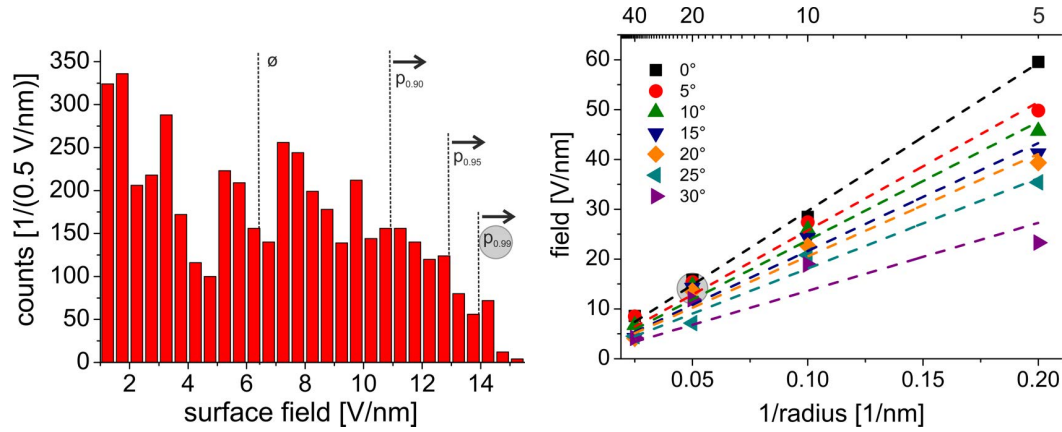 350
300
250
200
150
100
50
0
counts [1/(0.5 V/nm)]
ø
p0.90
p0.95
p0.99
2 4 6 8 10 12 14
surface field [V/nm]
40 20 10 5
60
50
40
30
20
10
0
field [V/nm]
0°
5°
10°
15°
20°
25°
30°
0.05 0.10 0.15 0.20
1/radius [1/nm]